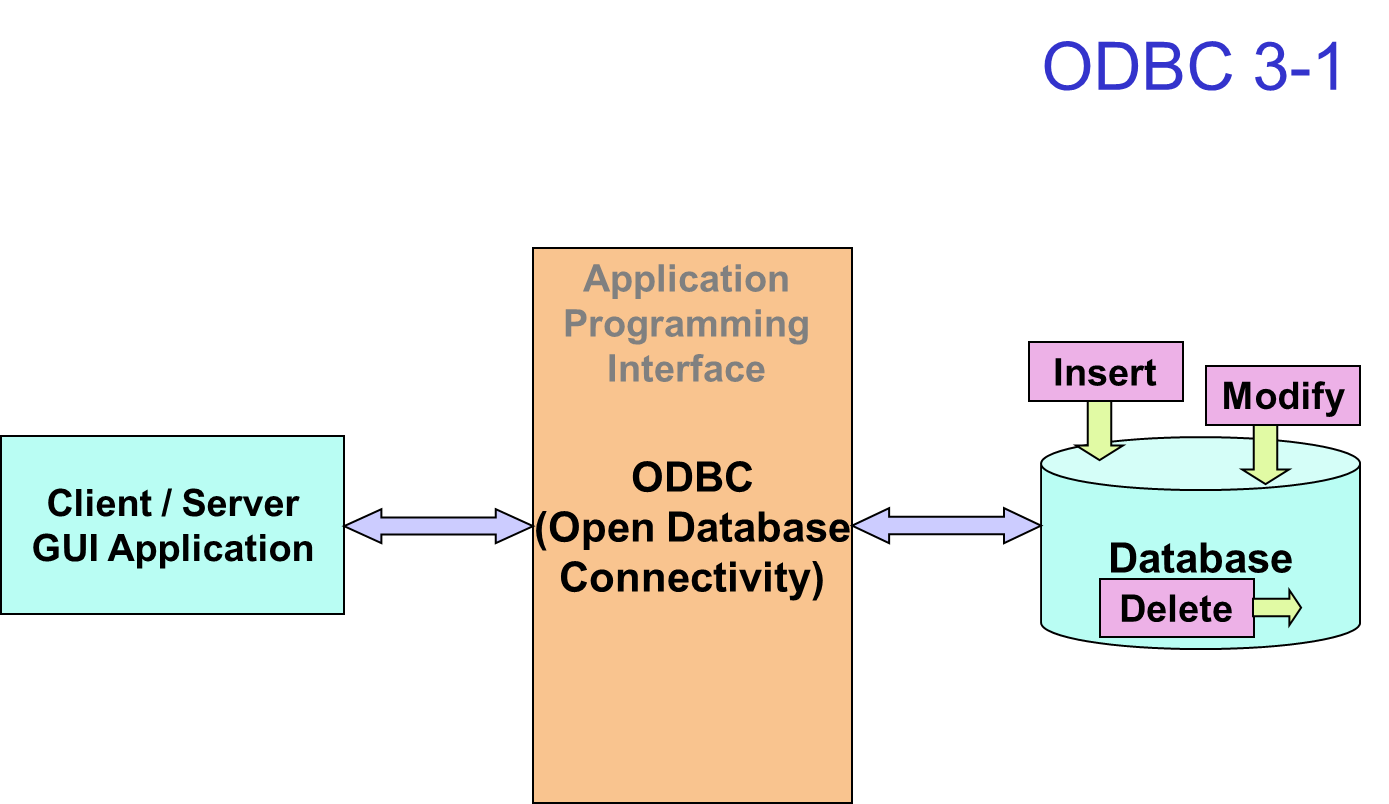 ODBC 3-1
Application
Programming
Interface
ODBC
(Open Database
Connectivity)
Client / Server
GUI Application
Insert
Modify
Database
Delete